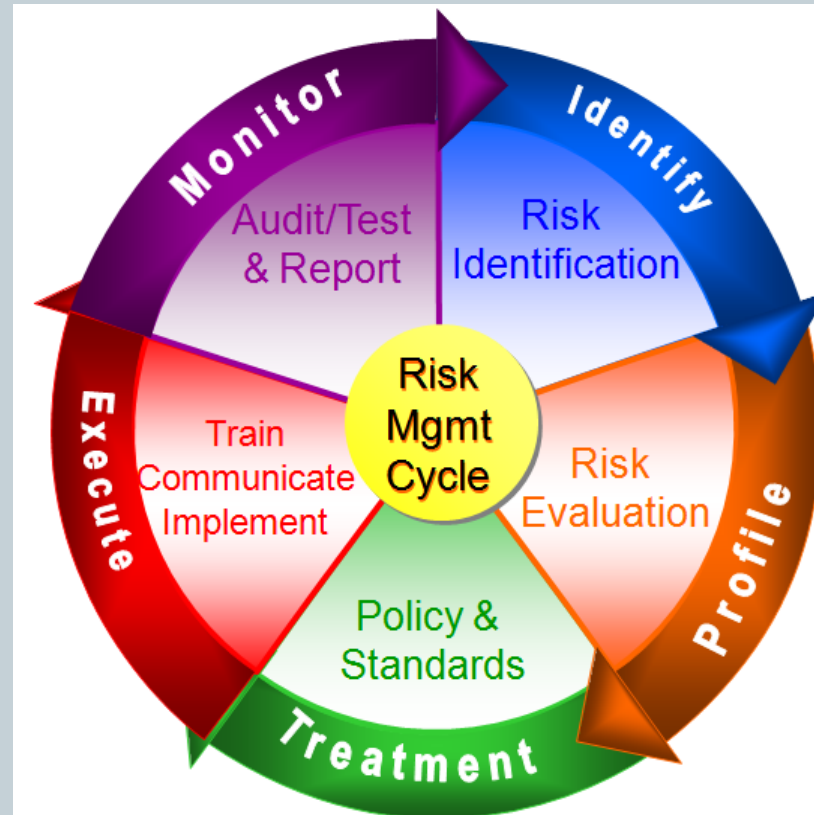 Monitor
Identify
Audit/Test
& Report
Risk
Identification
Risk
Mgmt
Cycle
Execute
Train
Communicate
Implement
Risk
Evaluation
Profile
Policy &
Standards
Treatment